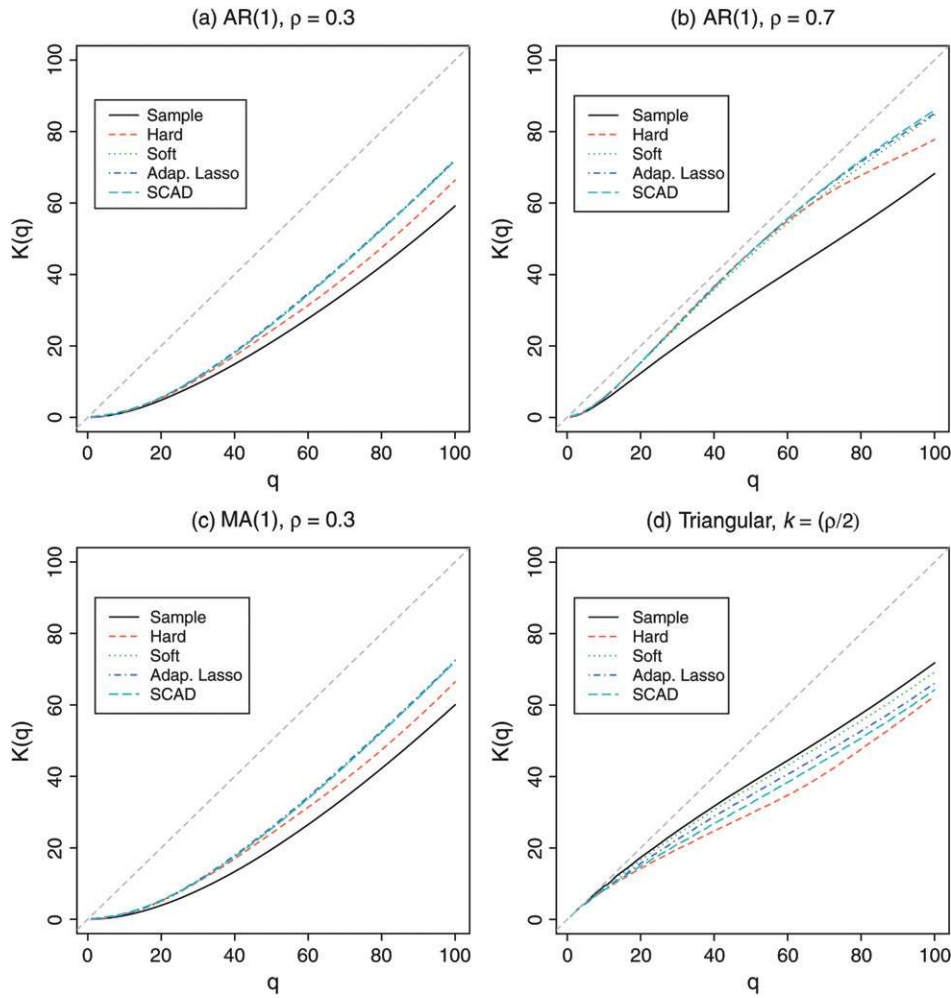 (a) AR(1), ρ = 0.3
K(q)
100
80
60
40
20
0
Sample
Hard
Soft
Adap. Lasso
SCAD
0 20 40 60 80 100
q
(b) AR(1), ρ = 0.7
K(q)
100
80
60
40
20
0
Sample
Hard
Soft
Adap. Lasso
SCAD
0 20 40 60 80 100
q
(c) MA(1), ρ = 0.3
K(q)
100
80
60
40
20
0
Sample
Hard
Soft
Adap. Lasso
SCAD
0 20 40 60 80 100
q
(d) Triangular, k = (ρ/2)
K(q)
100
80
60
40
20
0
Sample
Hard
Soft
Adap. Lasso
SCAD
0 20 40 60 80 100
q